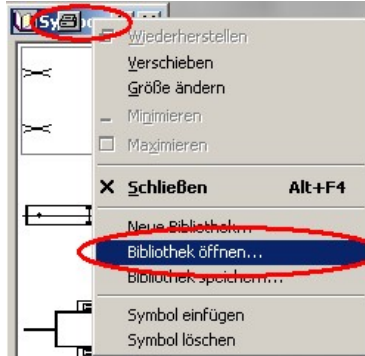 Wiederherstellen
Verschieben
Größe ändern
Minimieren
Maximieren
Schließen Alt+F4
Neue Bibliothek...
Bibliothek öffnen...
Bibliothek speichern...
Symbol einfügen
Symbol löschen